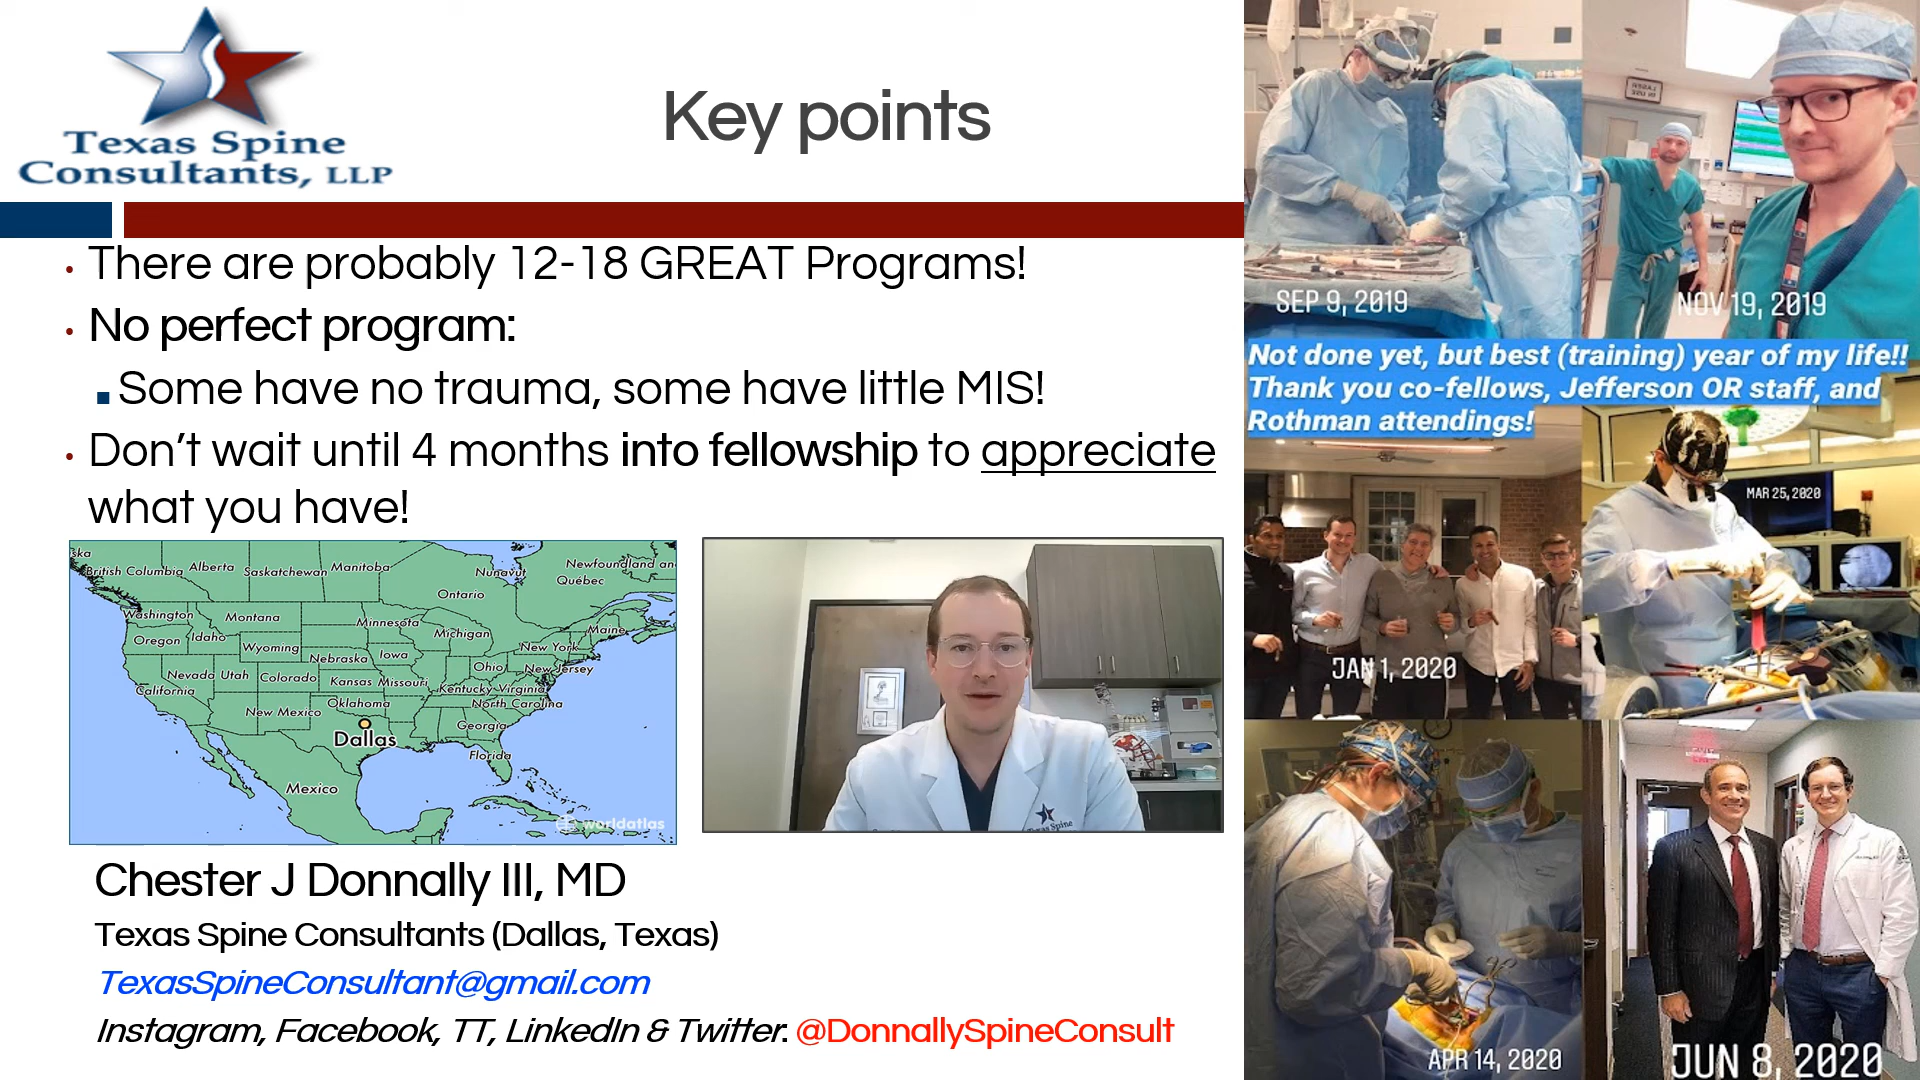 Texas Spine
Consultants, LLP
Key points
• There are probably 12-18 GREAT Programs!
• No perfect program:
▪ Some have no trauma, some have little MIS!
• Don’t wait until 4 months into fellowship to appreciate
what you have!
ska
British Columbia
Alberta
Saskatchewan
Manitoba
Nunavut
Newfoundland an
Québec
Ontario
Washington
Montana
Minnesota
Michigan
Maine
Oregon
Idaho
Wyoming
Nebraska
Iowa
New York
Ohio
New Jersey
Nevada
Utah
Colorado
Kansas
Missouri
Kentucky
Virginia
California
Oklahoma
North Carolina
New Mexico
Georgia
Dallas
Florida
Mexico
worldatlas
Texas Spine
Chester J Donnally III, MD
Texas Spine Consultants (Dallas, Texas)
TexasSpineConsultant@gmail.com
Instagram, Facebook, TT, LinkedIn & Twitter: @DonnallySpineConsult
SEP 9, 2019
NOV 19, 2019
Not done yet, but best (training) year of my life!!
Thank you co-fellows, Jefferson OR staff, and
Rothman attendings!
MAR 25, 2020
JAN 1, 2020
APR 14, 2020
JUN 8, 2020